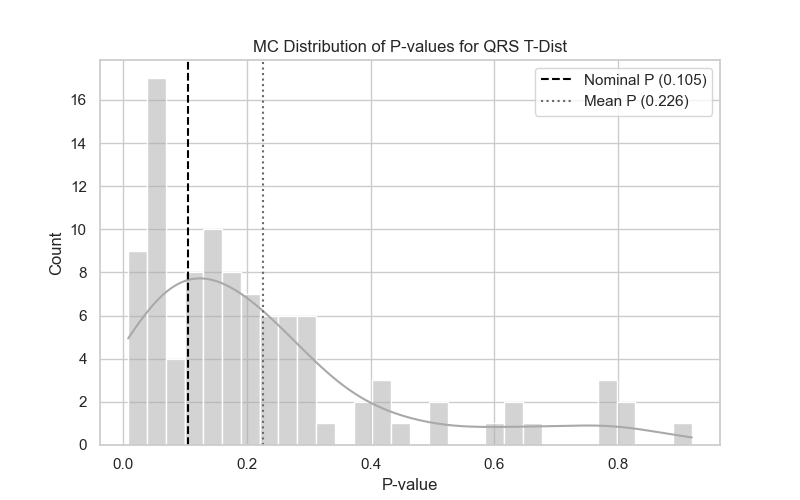 MC Distribution of P-values for QRS T-Dist
Nominal P (0.105)
Mean P (0.226)
Count
16
14
12
10
8
6
4
2
0
0.0 0.2 0.4 0.6 0.8
P-value